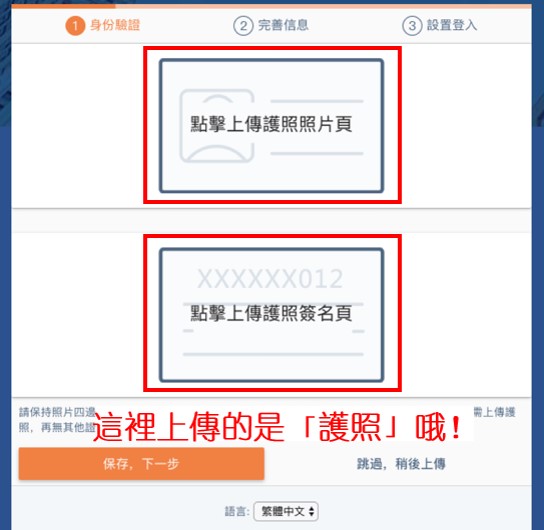 1 身份驗證
2 完善信息
3 設置登入
點擊上傳護照照片頁
XXXXXX012
點擊上傳護照簽名頁
請保持照片四邊 需上傳護
照，再無其他證
這裡上傳的是「護照」哦！
保存，下一步
跳過，稍後上傳
語言: 繁體中文